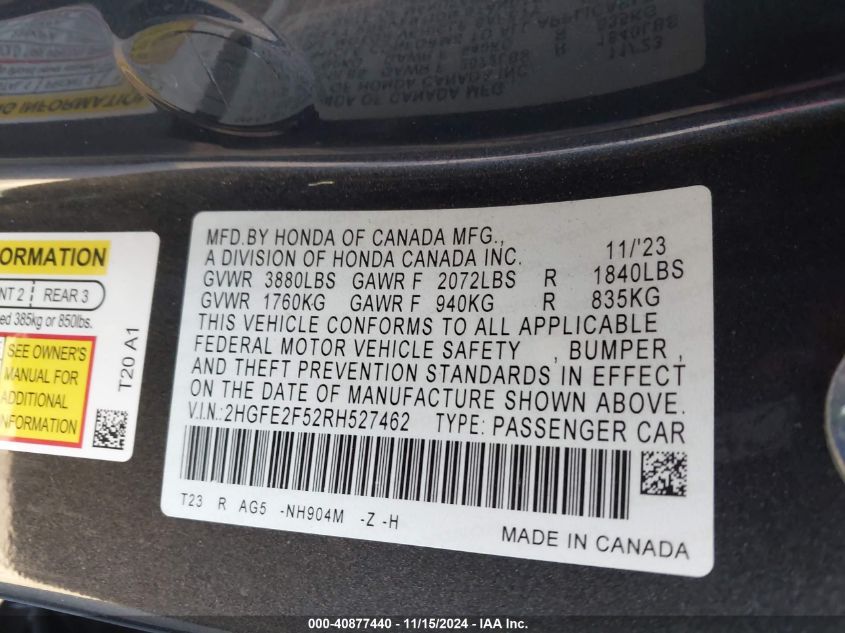 MFD.BY HONDA OF CANADA MFG.,
A DIVISION OF HONDA CANADA INC. 11/'23
GVWR 3880LBS GAWR F 2072LBS R 1840LBS
GVWR 1760KG GAWR F 940KG R 835KG
THIS VEHICLE CONFORMS TO ALL APPLICABLE
FEDERAL MOTOR VEHICLE SAFETY , BUMPER ,
AND THEFT PREVENTION STANDARDS IN EFFECT
ON THE DATE OF MANUFACTURE SHOWN ABOVE.
V.I.N.:2HGFE2F52RH527462 TYPE: PASSENGER CAR
T23 R AG5 -NH904M -Z -H
MADE IN CANADA
ORMATION
NT 2 REAR 3
ed 385kg or 850lbs.
SEE OWNER'S
MANUAL FOR
ADDITIONAL
INFORMATION
T20 A1
000-40877440 - 11/15/2024 - IAA Inc.